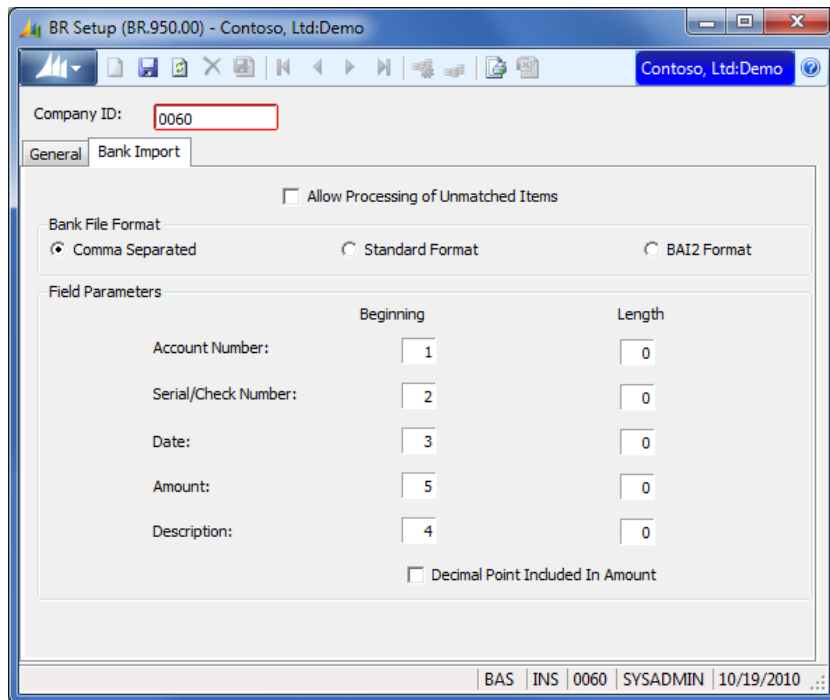 BR Setup (BR.950.00) - Contoso, Ltd:Demo
Contoso, Ltd:Demo
Company ID: 0060
General Bank Import
Allow Processing of Unmatched Items
Bank File Format
Comma Separated Standard Format BAI2 Format
Field Parameters
Beginning Length
Account Number: 1 0
Serial/Check Number: 2 0
Date: 3 0
Amount: 5 0
Description: 4 0
Decimal Point Included In Amount
BAS INS 0060 SYSADMIN 10/19/2010